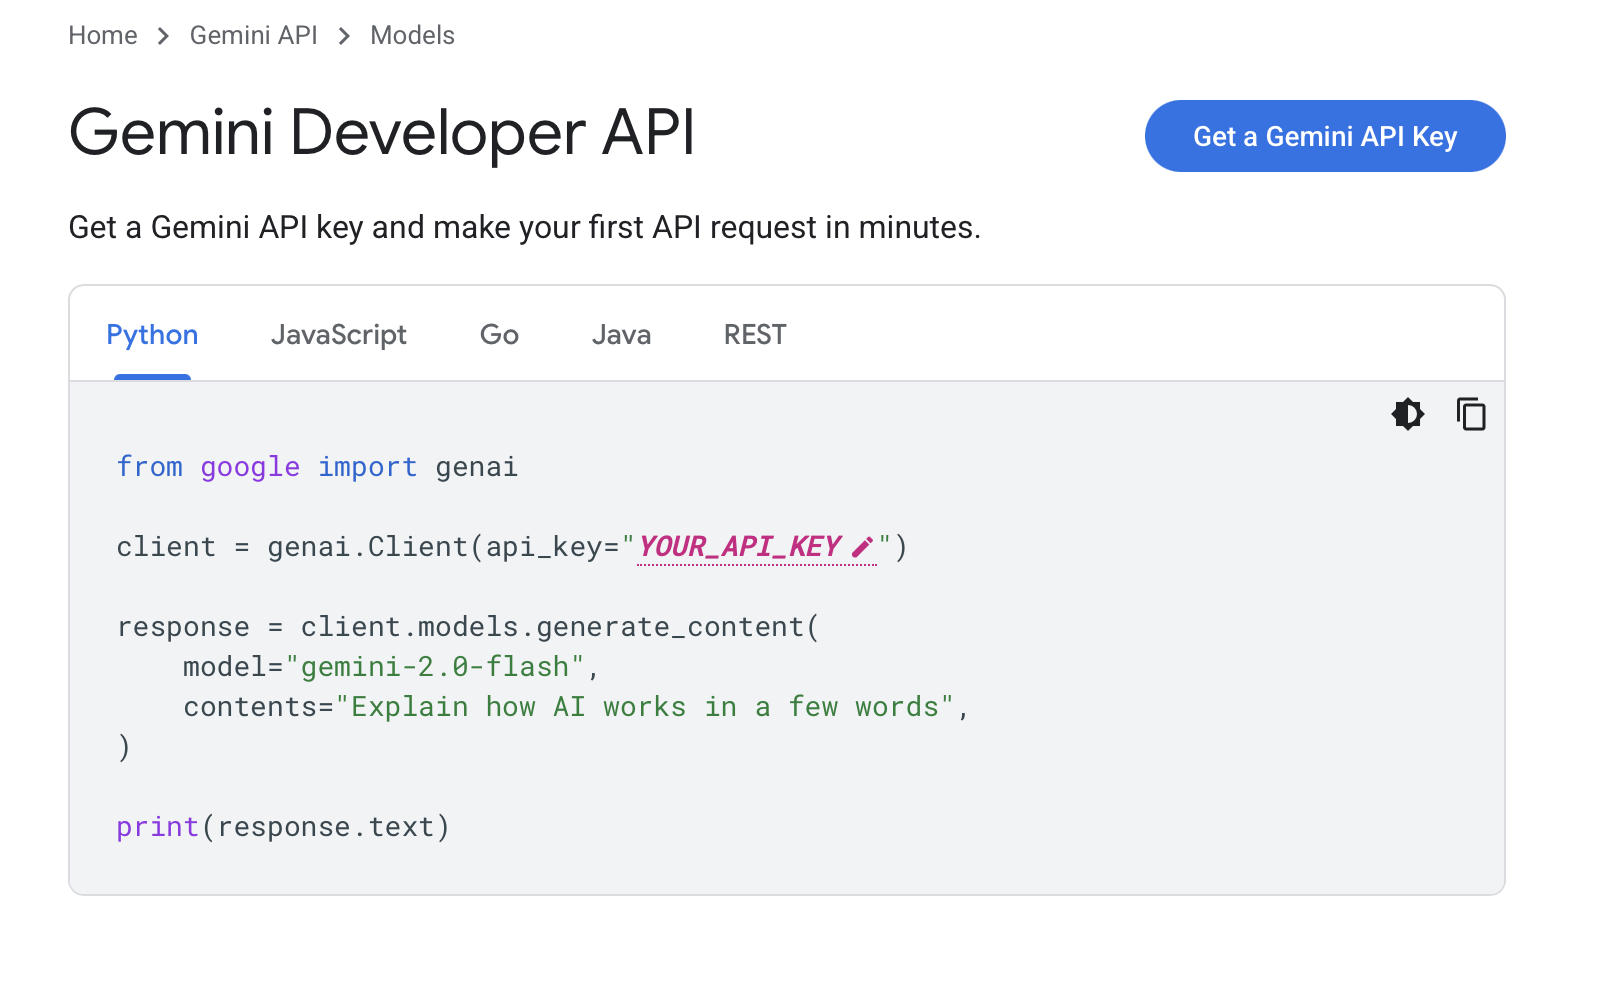 Home > Gemini API > Models
Gemini Developer API
Get a Gemini API Key
Get a Gemini API key and make your first API request in minutes.
Python JavaScript Go Java REST
from google import genai
client = genai.Client(api_key="YOUR_API_KEY")
response = client.models.generate_content(
    model="gemini-2.0-flash",
    contents="Explain how AI works in a few words",
)
print(response.text)